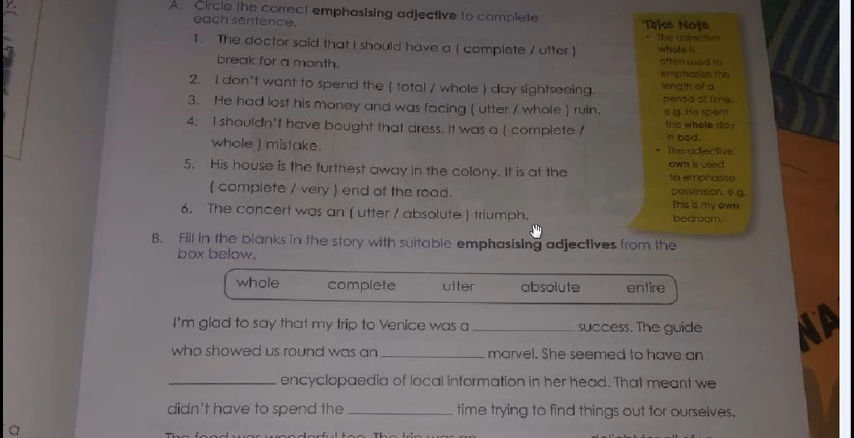 A. Circle the correct emphasising adjective to complete
each sentence.
1. The doctor said that I should have a ( complete / utter )
break for a month.
2. I don't want to spend the ( total / whole ) day sightseeing.
3. He had lost his money and was facing ( utter / whole ) ruin.
4. I shouldn't have bought that dress. It was a ( complete /
whole ) mistake.
5. His house is the furthest away in the colony. It is at the
( complete / very ) end of the road.
6. The concert was an ( utter / absolute ) triumph.
Take Note
• The adjective
whole is
often used to
emphasise the
length of a
period of time,
e.g. He spent
the whole day
in bed.
• The adjective
own is used
to emphasise
possession, e.g.
This is my own
bedroom.
B. Fill in the blanks in the story with suitable emphasising adjectives from the
box below.
whole complete utter absolute entire
I'm glad to say that my trip to Venice was a ____________ success. The guide
who showed us round was an ____________ marvel. She seemed to have an
____________ encyclopaedia of local information in her head. That meant we
didn't have to spend the ____________ time trying to find things out for ourselves.